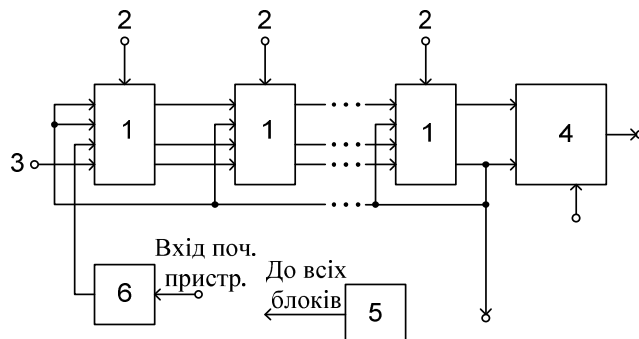 2 2 2
1 1 1 4
3
Вхід поч.
пристр.
До всіх
блоків
6 5